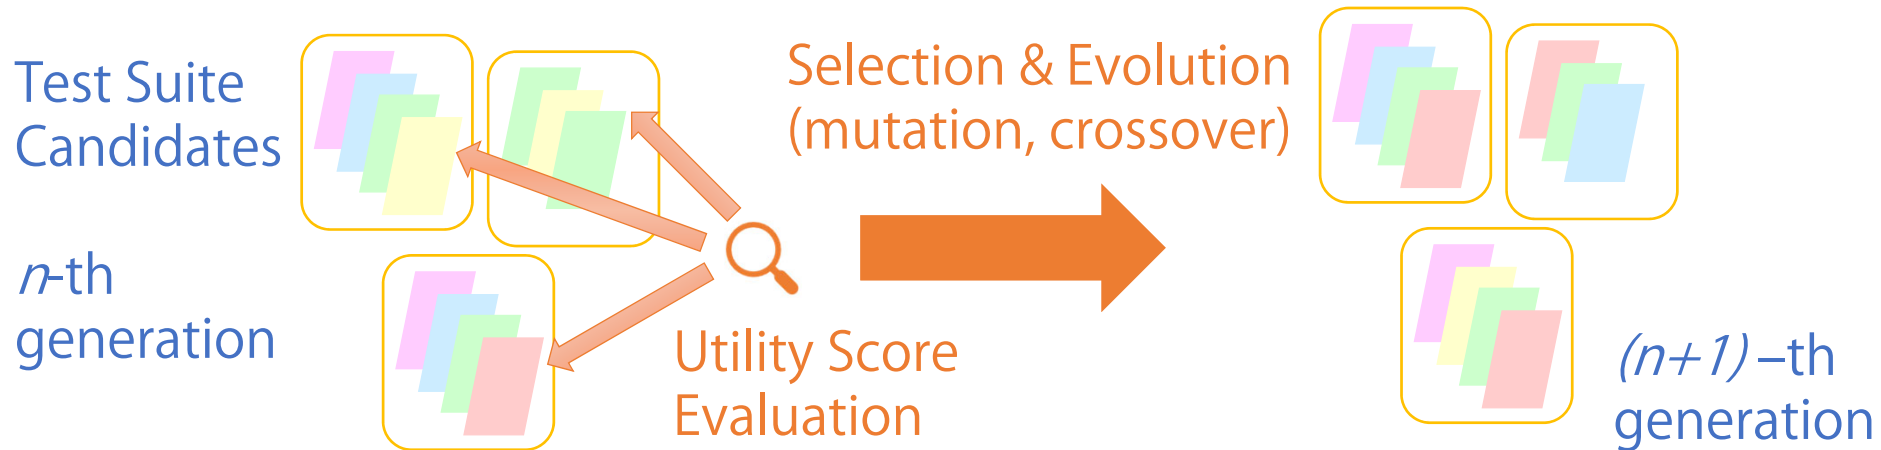 Test Suite
Candidates
n-th
generation
Utility Score
Evaluation
Selection & Evolution
(mutation, crossover)
(n+1) –th
generation